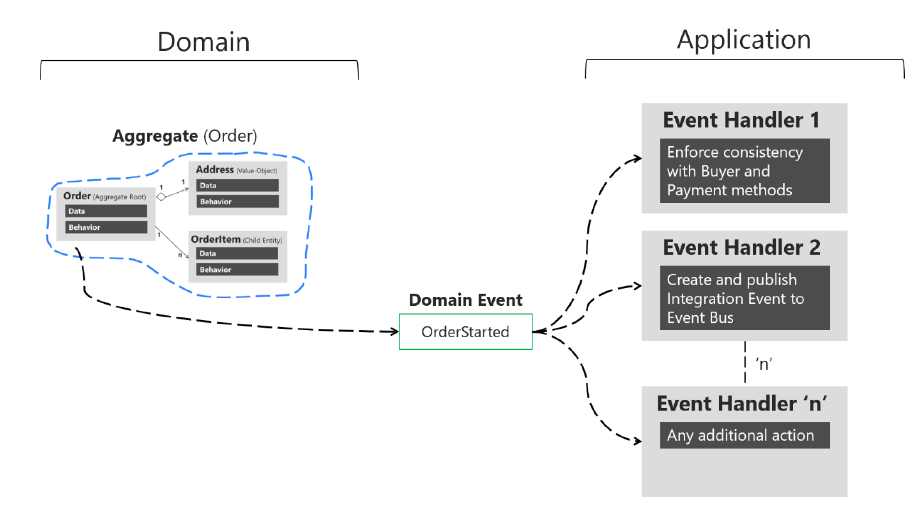 Domain
Application
Aggregate (Order)
Order (Aggregate Root)
Data
Behavior
1
1
Address (Value-Object)
Data
Behavior
1
n
OrderItem (Child Entity)
Data
Behavior
Domain Event
OrderStarted
Event Handler 1
Enforce consistency
with Buyer and
Payment methods
Event Handler 2
Create and publish
Integration Event to
Event Bus
'n'
Event Handler 'n'
Any additional action